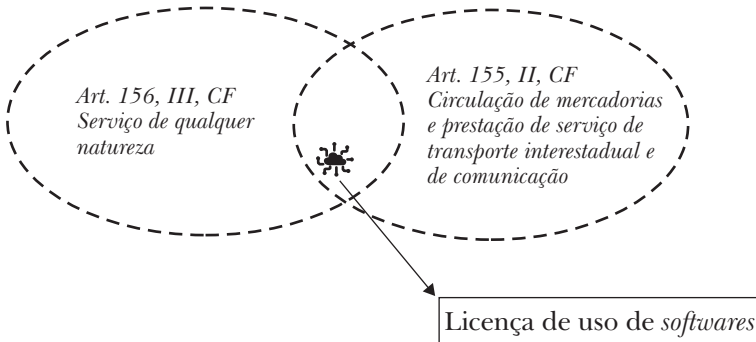 Art. 156, III, CF
Serviço de qualquer
natureza
Art. 155, II, CF
Circulação de mercadorias
e prestação de serviço de
transporte interestadual e
de comunicação
Licença de uso de softwares